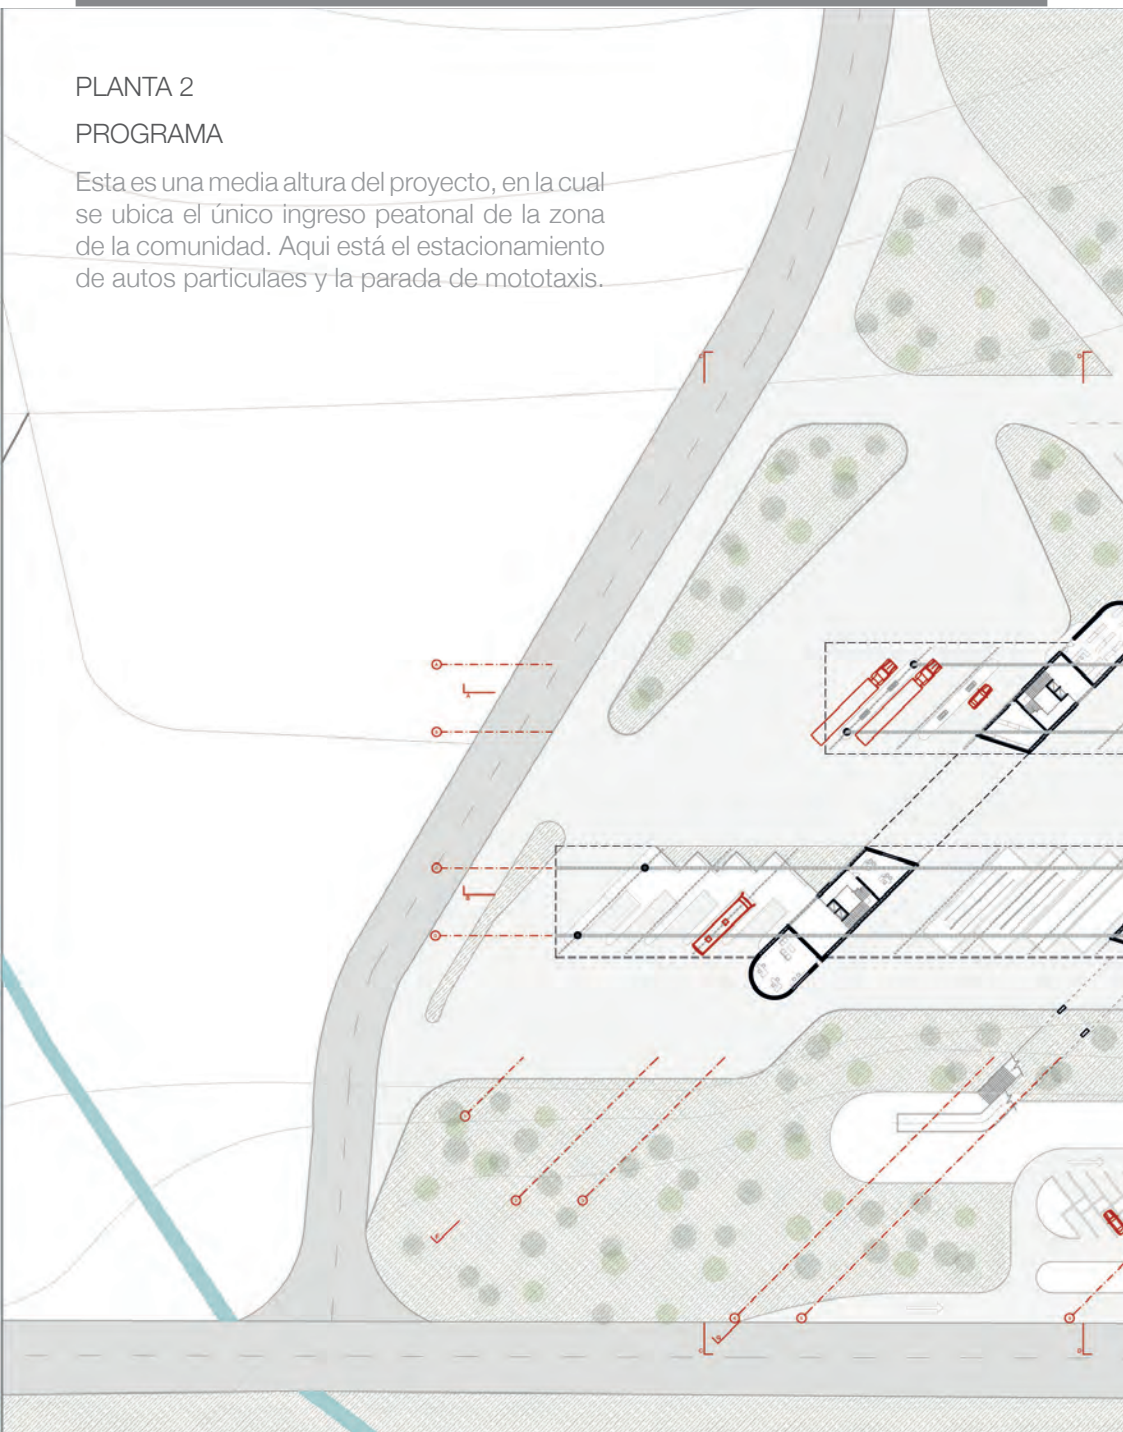 PLANTA 2
PROGRAMA
Esta es una media altura del proyecto, en la cual
se ubica el único ingreso peatonal de la zona
de la comunidad. Aqui está el estacionamiento
de autos particulaes y la parada de mototaxis.